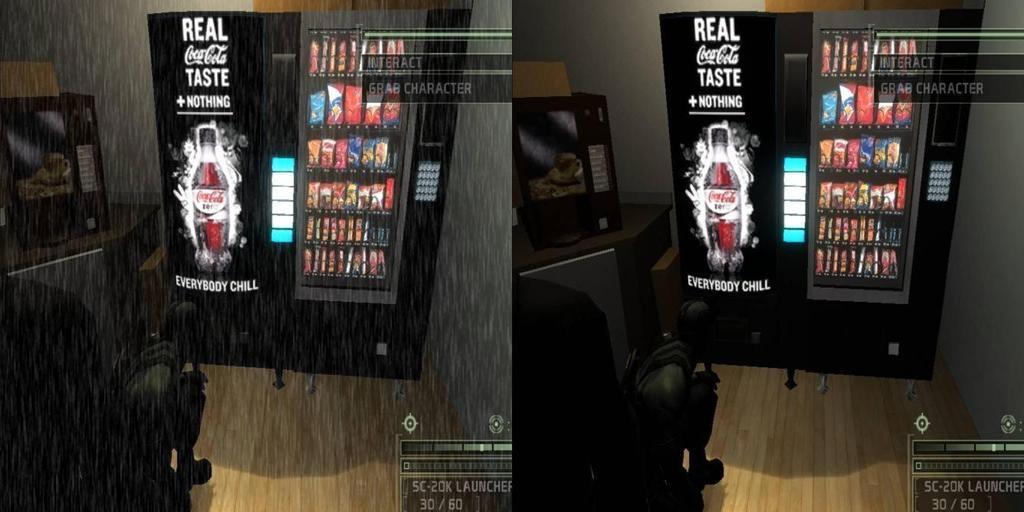 REAL
Coca-Cola
TASTE
+NOTHING
Coca-Cola
zero
EVERYBODY CHILL
INTERACT
GRAB CHARACTER
SC-20K LAUNCHER
30 / 60
REAL
Coca-Cola
TASTE
+NOTHING
Coca-Cola
zero
EVERYBODY CHILL
INTERACT
GRAB CHARACTER
SC-20K LAUNCHER
30 / 60